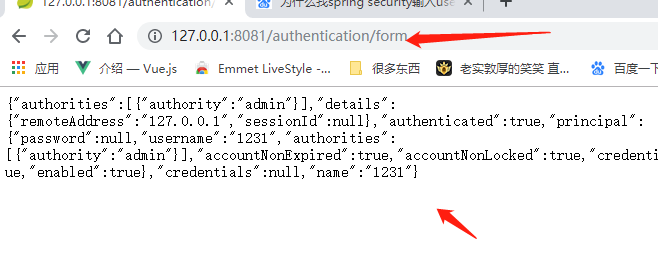 127.0.0.1:8081/authentication/
为什么找spring security输入use
127.0.0.1:8081/authentication/form
应用 介绍 — Vue.js Emmet LiveStyle -. 很多东西 老实敦厚的笑笑 直... 百度一下
{"authorities":[{"authority":"admin"}],"details":
{"remoteAddress":"127.0.0.1","sessionId":null},"authenticated":true,"principal":
{"password":null,"username":"1231","authorities":
[{"authority":"admin"}],"accountNonExpired":true,"accountNonLocked":true,"credenti
ue,"enabled":true},"credentials":null,"name":"1231"}